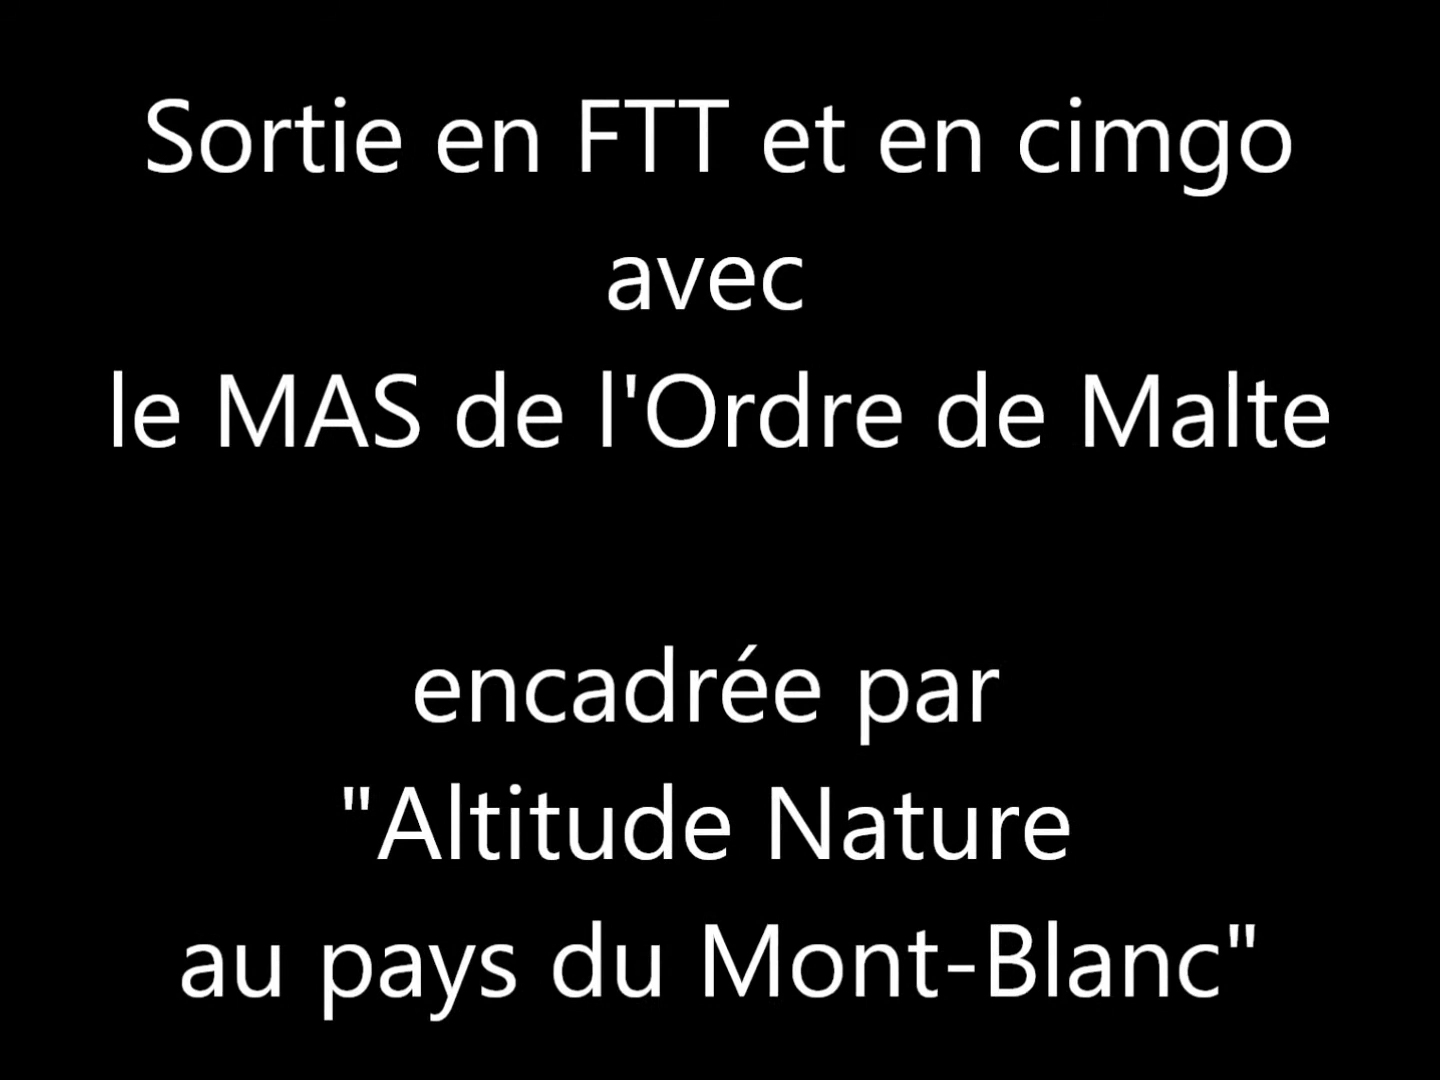 Sortie en FTT et en cimgo
avec
le MAS de l'Ordre de Malte
encadrée par
"Altitude Nature
au pays du Mont-Blanc"